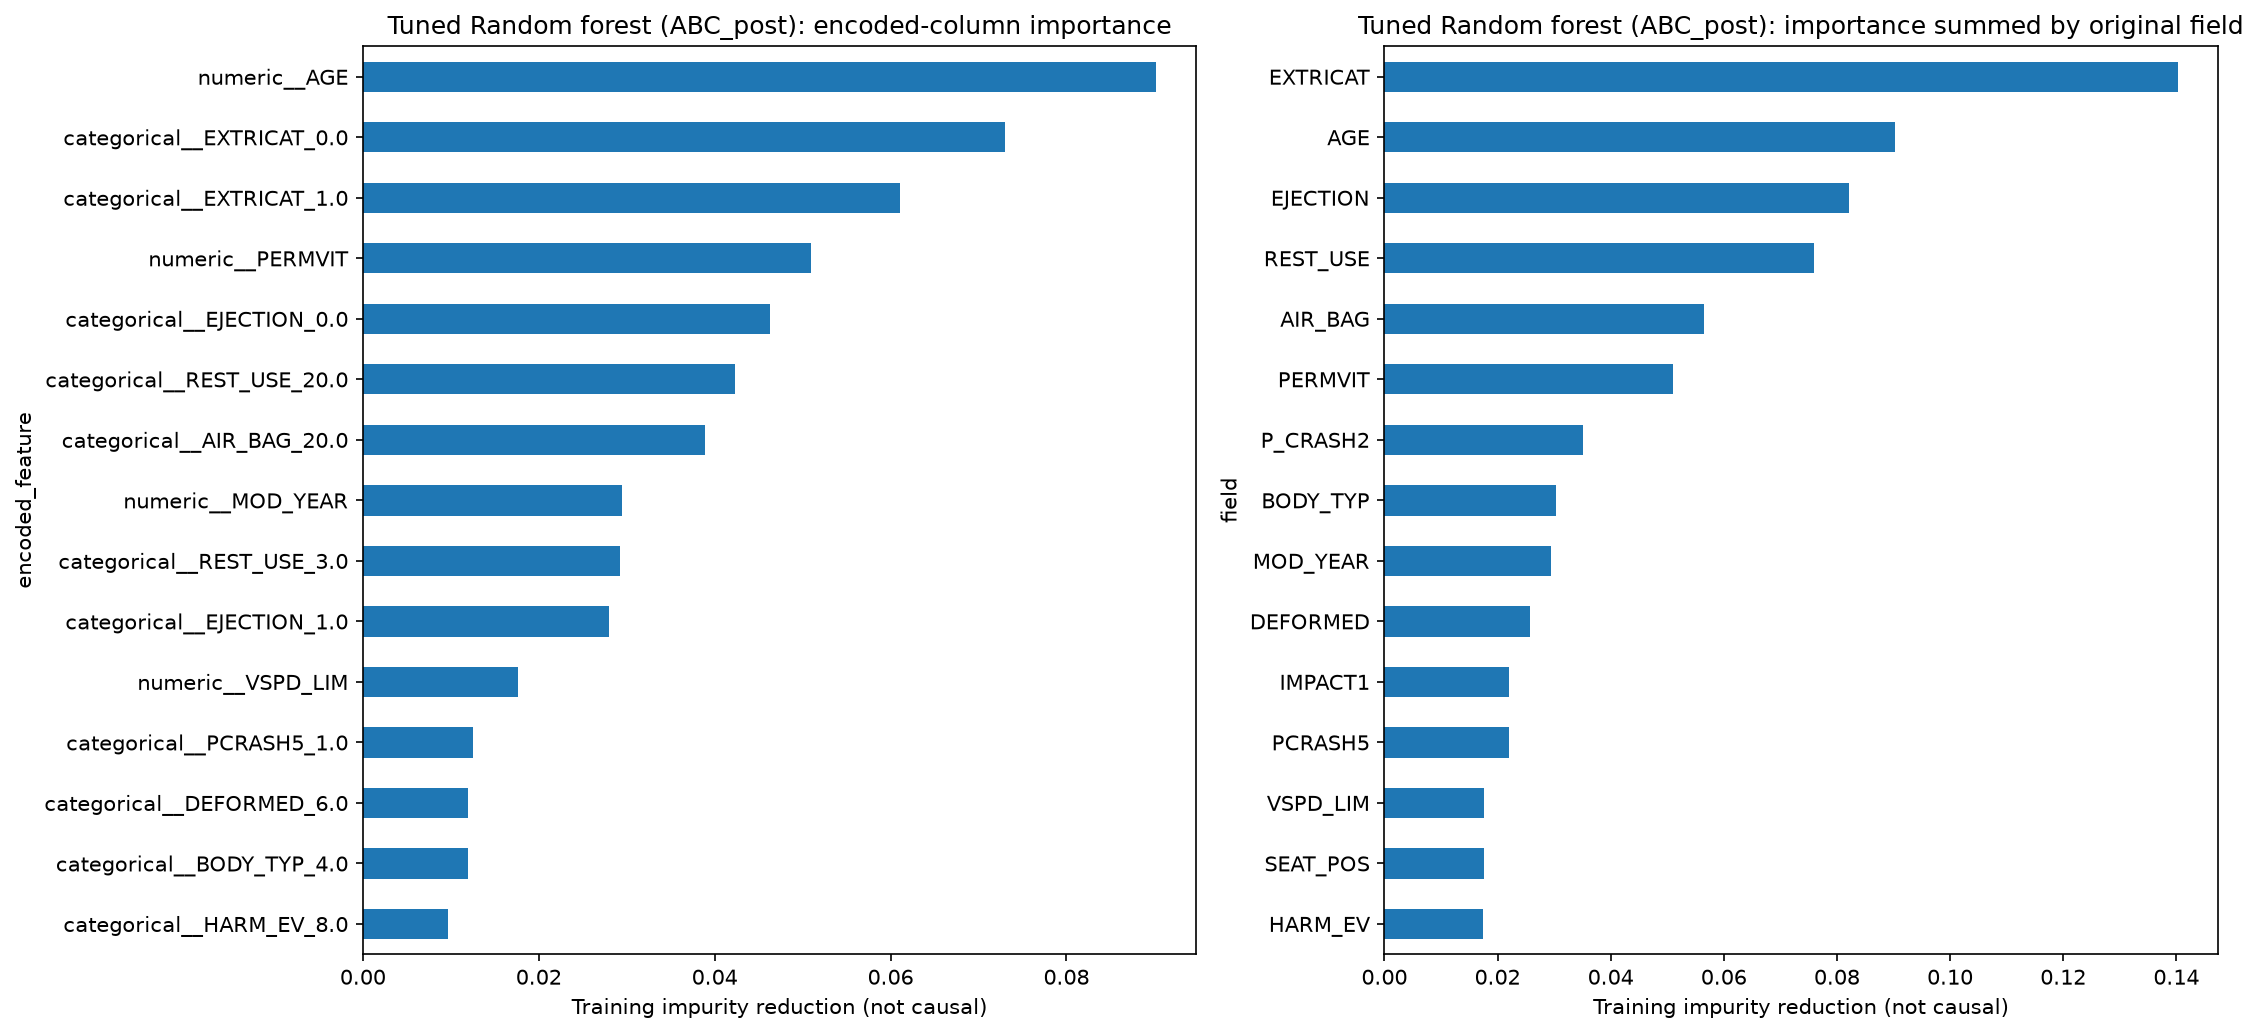 Tuned Random forest (ABC_post): encoded-column importance
encoded_feature
numeric__AGE
categorical__EXTRICAT_0.0
categorical__EXTRICAT_1.0
numeric__PERMVIT
categorical__EJECTION_0.0
categorical__REST_USE_20.0
categorical__AIR_BAG_20.0
numeric__MOD_YEAR
categorical__REST_USE_3.0
categorical__EJECTION_1.0
numeric__VSPD_LIM
categorical__PCRASH5_1.0
categorical__DEFORMED_6.0
categorical__BODY_TYP_4.0
categorical__HARM_EV_8.0
0.00 0.02 0.04 0.06 0.08
Training impurity reduction (not causal)
Tuned Random forest (ABC_post): importance summed by original field
field
EXTRICAT
AGE
EJECTION
REST_USE
AIR_BAG
PERMVIT
P_CRASH2
BODY_TYP
MOD_YEAR
DEFORMED
IMPACT1
PCRASH5
VSPD_LIM
SEAT_POS
HARM_EV
0.00 0.02 0.04 0.06 0.08 0.10 0.12 0.14
Training impurity reduction (not causal)